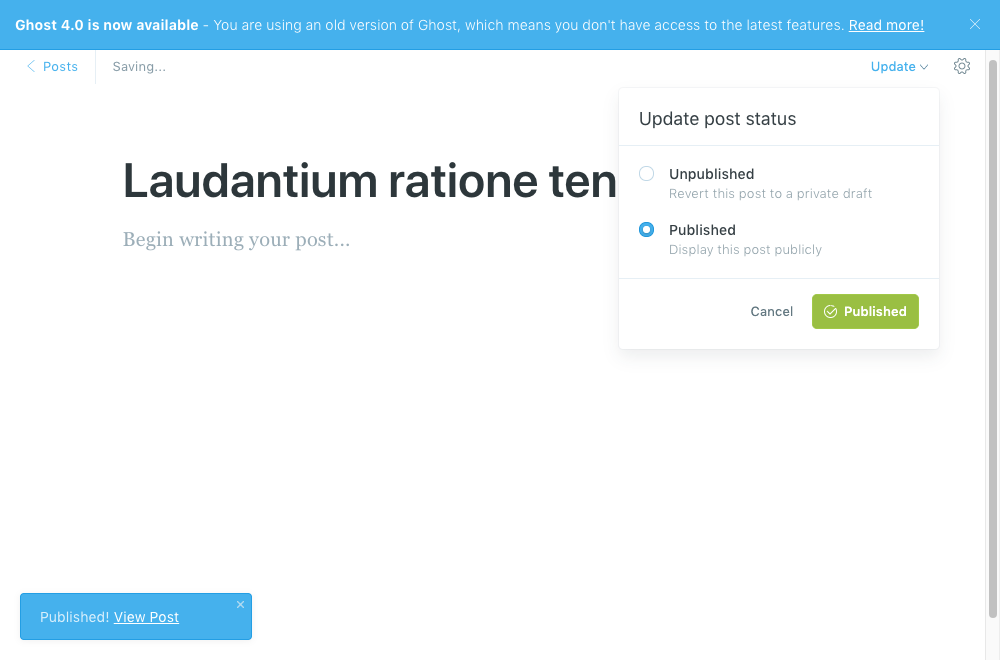 Ghost 4.0 is now available - You are using an old version of Ghost, which means you don't have access to the latest features. Read more!
Posts
Saving...
Update
Update post status
Unpublished
Revert this post to a private draft
Published
Display this post publicly
Cancel
Published
Laudantium ratione ten
Begin writing your post...
Published! View Post